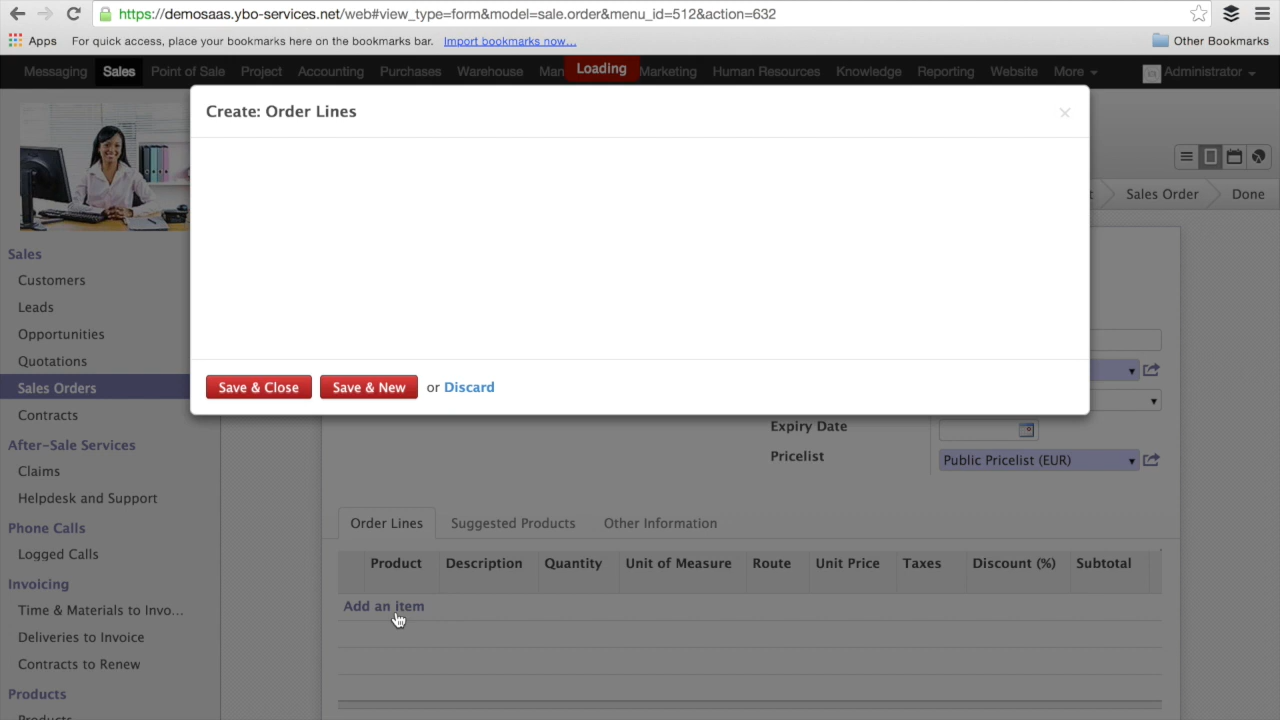 https://demosaas.ybo-services.net/web#view_type=form&model=sale.order&menu_id=512&action=632
Apps For quick access, place your bookmarks here on the bookmarks bar. Import bookmarks now... Other Bookmarks
Messaging Sales Point of Sale Project Accounting Purchases Warehouse Man Loading Marketing Human Resources Knowledge Reporting Website More Administrator
Create: Order Lines ×
Save & Close Save & New or Discard
t Sales Order Done
Sales
Customers
Leads
Opportunities
Quotations
Sales Orders
Contracts
After-Sale Services
Claims
Helpdesk and Support
Phone Calls
Logged Calls
Invoicing
Time & Materials to Invo...
Deliveries to Invoice
Contracts to Renew
Products
Products
Expiry Date
Pricelist Public Pricelist (EUR)
Order Lines Suggested Products Other Information
Product Description Quantity Unit of Measure Route Unit Price Taxes Discount (%) Subtotal
Add an item